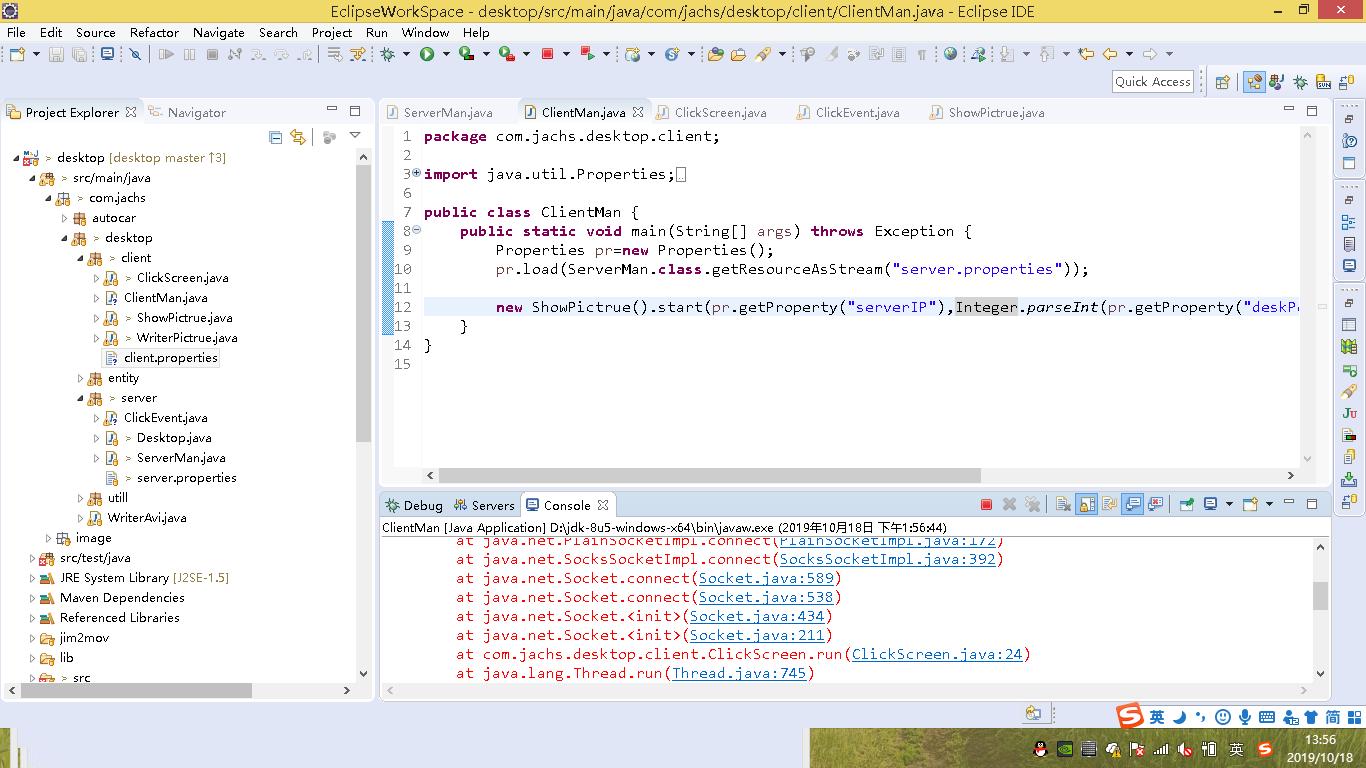 EclipseWorkSpace - desktop/src/main/java/com/jachs/desktop/client/ClientMan.java - Eclipse IDE
File Edit Source Refactor Navigate Search Project Run Window Help
Quick Access
Project Explorer
Navigator
> desktop [desktop master ↑3]
> src/main/java
> com.jachs
autocar
> desktop
> client
> ClickScreen.java
ClientMan.java
> ShowPictrue.java
> WriterPictrue.java
client.properties
entity
> server
ClickEvent.java
> Desktop.java
> ServerMan.java
> server.properties
utill
WriterAvi.java
image
src/test/java
JRE System Library [J2SE-1.5]
Maven Dependencies
Referenced Libraries
jim2mov
lib
> src
ServerMan.java ClientMan.java ClickScreen.java ClickEvent.java ShowPictrue.java
1 package com.jachs.desktop.client;
2
3 import java.util.Properties;
6
7 public class ClientMan {
8 public static void main(String[] args) throws Exception {
9 Properties pr=new Properties();
10 pr.load(ServerMan.class.getResourceAsStream("server.properties"));
11
12 new ShowPictrue().start(pr.getProperty("serverIP"),Integer.parseInt(pr.getProperty("deskP
13 }
14 }
15
Debug Servers Console
ClientMan [Java Application] D:\jdk-8u5-windows-x64\bin\javaw.exe (2019年10月18日 下午1:56:44)
at java.net.PlainSocketImpl.connect(PlainSocketImpl.java:172)
at java.net.SocksSocketImpl.connect(SocksSocketImpl.java:392)
at java.net.Socket.connect(Socket.java:589)
at java.net.Socket.connect(Socket.java:538)
at java.net.Socket.<init>(Socket.java:434)
at java.net.Socket.<init>(Socket.java:211)
at com.jachs.desktop.client.ClickScreen.run(ClickScreen.java:24)
at java.lang.Thread.run(Thread.java:745)
英 简
英
13:56
2019/10/18